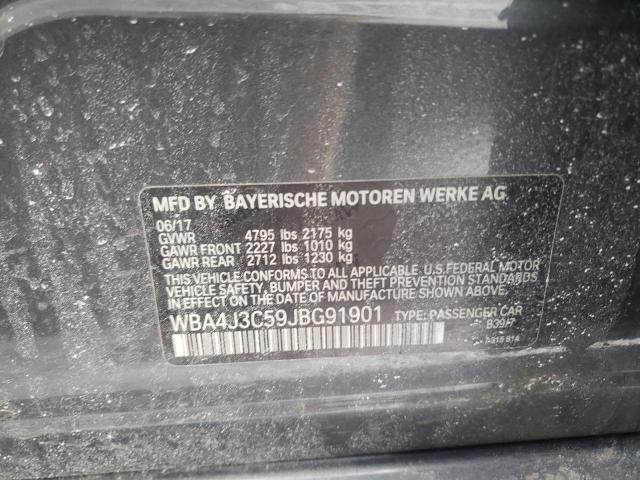 MFD BY BAYERISCHE MOTOREN WERKE AG
06/17
GVWR 4795 lbs 2175 kg
GAWR FRONT 2227 lbs 1010 kg
GAWR REAR 2712 lbs 1230 kg
THIS VEHICLE CONFORMS TO ALL APPLICABLE U.S.FEDERAL MOTOR
VEHICLE SAFETY, BUMPER AND THEFT PREVENTION STANDARDS
IN EFFECT ON THE DATE OF MANUFACTURE SHOWN ABOVE.
WBA4J3C59JBG91901 TYPE: PASSENGER CAR
B39/7